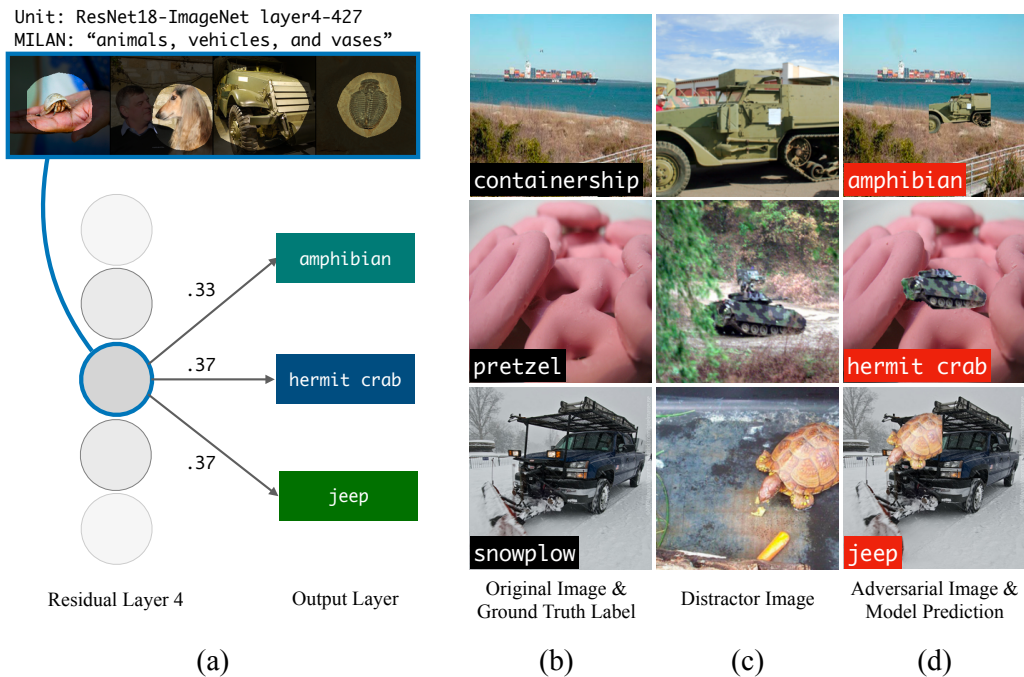 Unit: ResNet18-ImageNet layer4-427
MILAN: “animals, vehicles, and vases”
.33
.37
.37
amphibian
hermit crab
jeep
Residual Layer 4
Output Layer
(a)
containership
pretzel
snowplow
Original Image &
Ground Truth Label
(b)
Distractor Image
(c)
amphibian
hermit crab
jeep
Adversarial Image &
Model Prediction
(d)